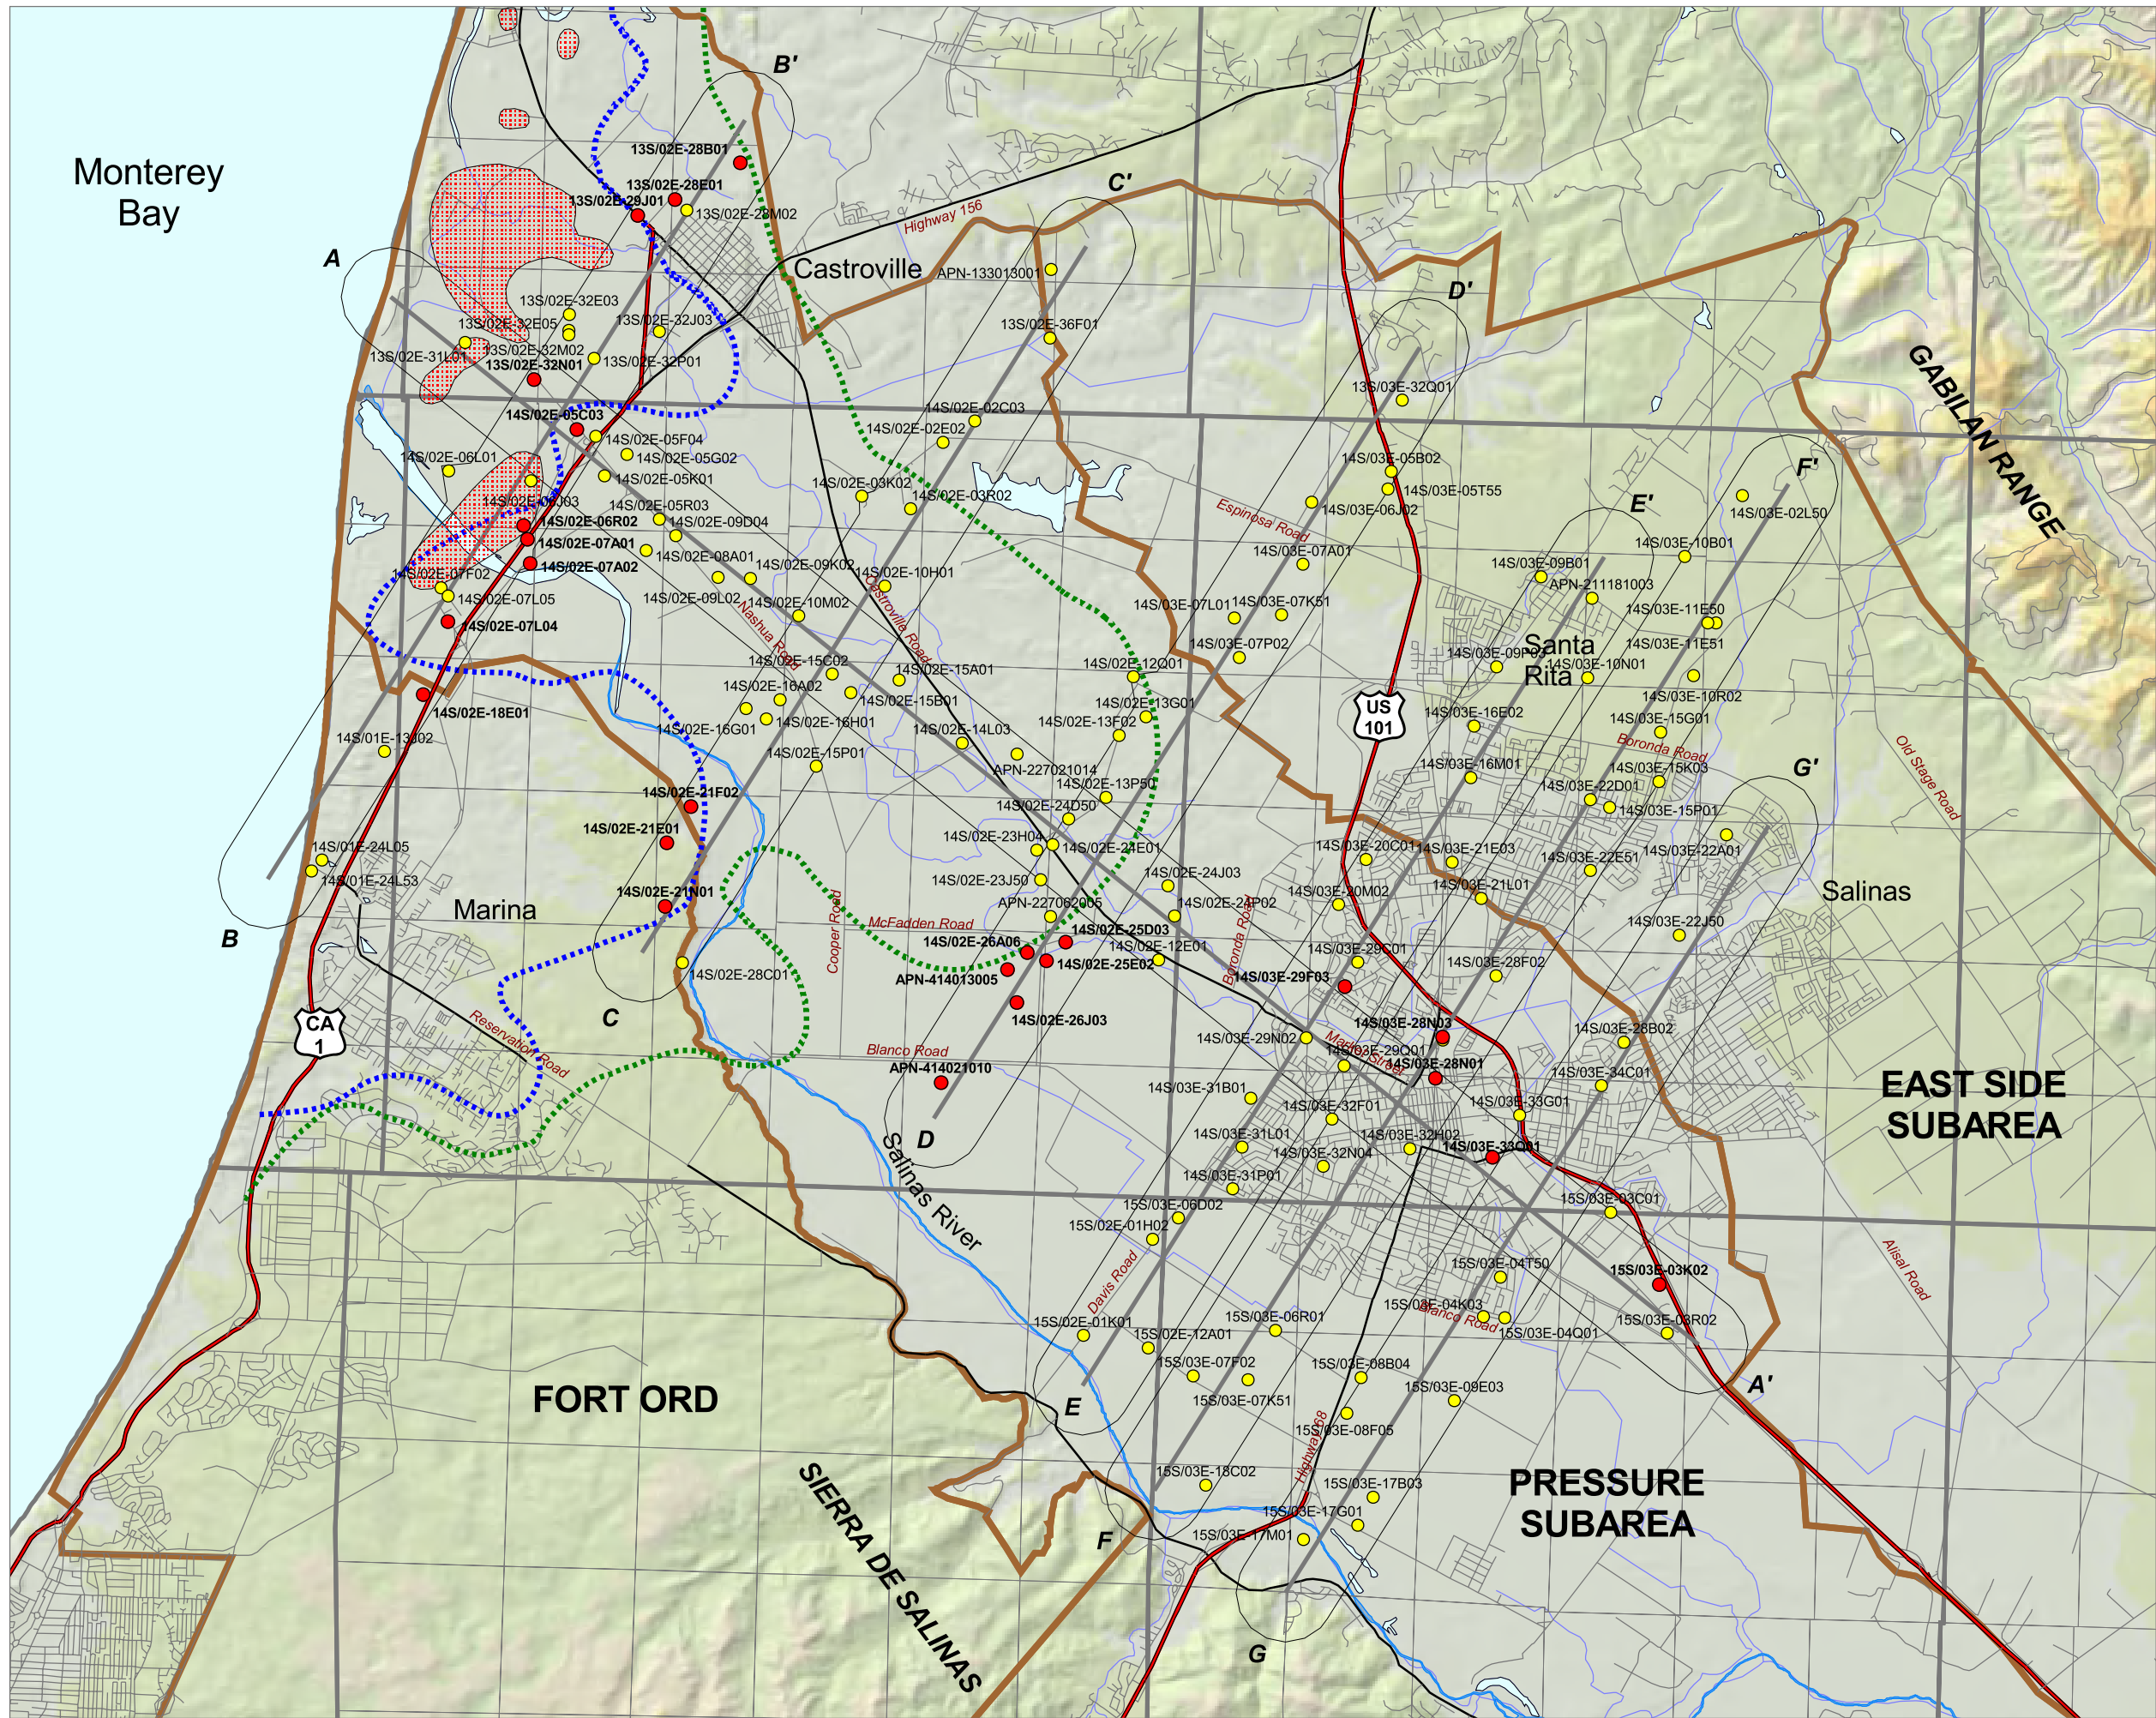 B'
Monterey
Bay
13S/02E-28B01
13S/02E-28E01
13S/02E-29J01
13S/02E-28M02
C'
Highway 156
A
Castroville
APN-133013001
D'
13S/02E-32E03
13S/02E-32E05
13S/02E-32J03
13S/02E-36F01
13S/02E-31L01
13S/02E-32M02
13S/02E-32P01
13S/02E-32N01
13S/03E-32Q01
GABILAN RANGE
14S/02E-05C03
14S/02E-02C03
14S/02E-02E02
14S/02E-05F04
14S/02E-05G02
14S/02E-06L01
14S/02E-05K01
14S/03E-05B02
F'
14S/02E-03K02
14S/02E-03R02
14S/03E-05T55
14S/02E-05R03
14S/03E-06J02
Espinosa Road
E'
14S/03E-02L50
14S/02E-06R02
14S/02E-09D04
14S/02E-07A01
14S/02E-08A01
14S/02E-07A02
14S/03E-07A01
14S/03E-10B01
14S/03E-09B01
14S/02E-07F02
14S/02E-09K02
14S/02E-10H01
APN-211181003
14S/02E-07L05
14S/02E-09L02
14S/02E-10M02
14S/03E-07L01
14S/03E-07K51
14S/03E-11E50
14S/02E-07L04
Nashua Road
Castroville Road
14S/03E-11E51
14S/03E-07P02
Santa
Rita
14S/02E-15C02
14S/02E-15A01
14S/02E-12Q01
14S/03E-10N01
14S/02E-16A02
14S/02E-15B01
14S/03E-10R02
14S/02E-18E01
14S/02E-13G01
US
101
14S/03E-16E02
14S/03E-15G01
14S/02E-16G01
14S/02E-16H01
14S/02E-14L03
14S/02E-13F02
14S/01E-13J02
Boronda Road
Old Stage Road
14S/02E-15P01
APN-227021014
14S/03E-16M01
14S/03E-15K03
G'
14S/02E-21F02
14S/02E-13P50
14S/03E-22D01
14S/03E-15P01
14S/02E-24D50
14S/02E-21E01
14S/02E-23H04
14S/02E-24E01
14S/03E-20C01
14S/03E-21E03
14S/03E-22E51
14S/03E-22A01
14S/01E-24L05
14S/01E-24L53
14S/02E-23J50
14S/02E-24J03
14S/03E-20M02
14S/03E-21L01
Salinas
14S/02E-21N01
Marina
APN-227062005
14S/02E-24P02
Boronda Road
McFadden Road
14S/03E-22J50
Cooper Road
B
14S/02E-26A06
14S/02E-25D03
14S/02E-12E01
14S/03E-29C01
14S/02E-28C01
14S/02E-25E02
APN-414013005
14S/03E-29F03
14S/03E-28F02
C
14S/02E-26J03
CA
1
Reservation Road
14S/03E-28N03
14S/03E-28B02
14S/03E-29N02
Market Street
14S/03E-29Q01
Blanco Road
14S/03E-28N01
APN-414021010
14S/03E-31B01
14S/03E-34C01
EAST SIDE
SUBAREA
14S/03E-32F01
14S/03E-33G01
D
14S/03E-31L01
14S/03E-32H02
14S/03E-33Q01
14S/03E-32N04
Salinas River
14S/03E-31P01
15S/03E-03C01
15S/03E-06D02
15S/02E-01H02
15S/03E-04T50
15S/03E-03K02
Alisal Road
Davis Road
15S/03E-04K03
Blanco Road
15S/02E-01K01
15S/03E-06R01
15S/03E-03R02
15S/02E-12A01
15S/03E-04Q01
15S/03E-07F02
15S/03E-08B04
A'
FORT ORD
15S/03E-07K51
15S/03E-09E03
E
15S/03E-08F05
Highway 68
15S/03E-18C02
PRESSURE
SUBAREA
SIERRA DE SALINAS
15S/03E-17B03
15S/03E-17G01
F
15S/03E-17M01
G